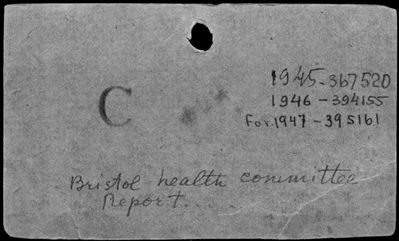 1945-367520
1946-394155
For 1947-395161
C
Bristol health committee
Report.....